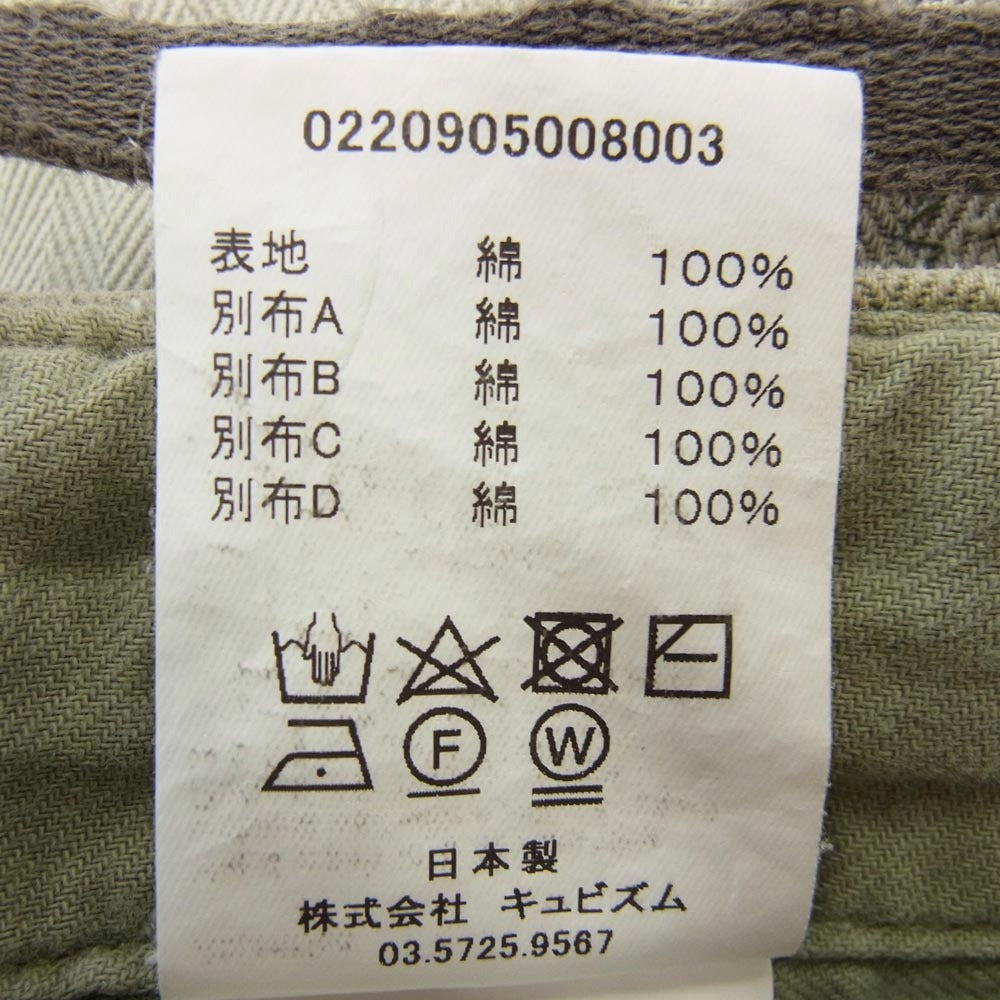 0220905008003
表地 綿 100%
別布A 綿 100%
別布B 綿 100%
別布C 綿 100%
別布D 綿 100%
F W
日本製
株式会社 キュビズム
03.5725.9567